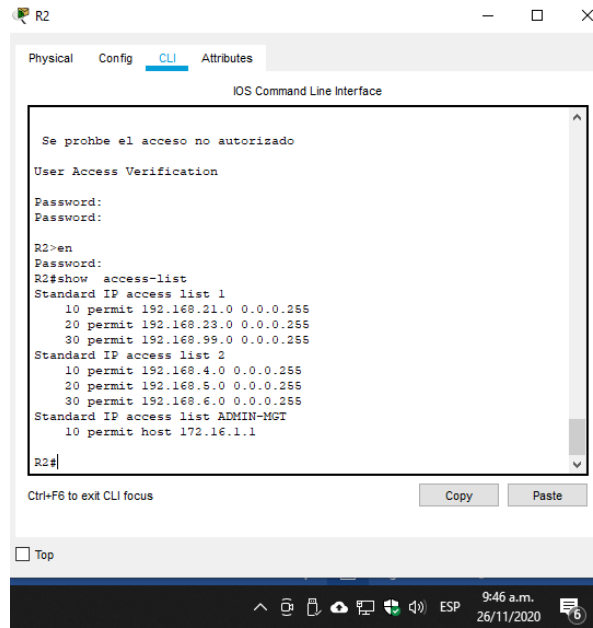 R2
Physical Config CLI Attributes
IOS Command Line Interface
Se prohbe el acceso no autorizado
User Access Verification
Password:
Password:
R2>en
Password:
R2#show  access-list
Standard IP access list 1
    10 permit 192.168.21.0 0.0.0.255
    20 permit 192.168.23.0 0.0.0.255
    30 permit 192.168.99.0 0.0.0.255
Standard IP access list 2
    10 permit 192.168.4.0 0.0.0.255
    20 permit 192.168.5.0 0.0.0.255
    30 permit 192.168.6.0 0.0.0.255
Standard IP access list ADMIN-MGT
    10 permit host 172.16.1.1
R2#
Ctrl+F6 to exit CLI focus
Copy Paste
Top
ESP
9:46 a.m.
26/11/2020
6